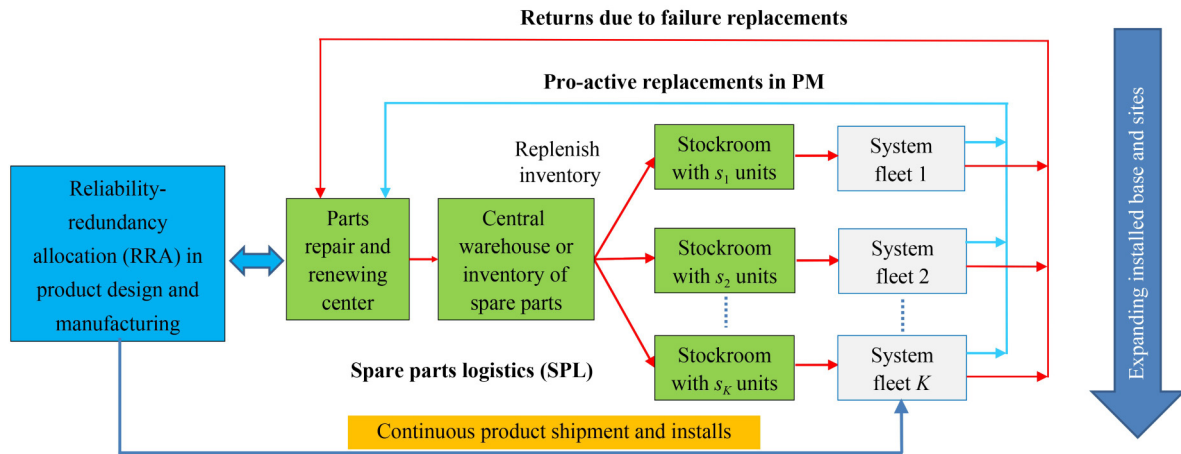 Returns due to failure replacements
Pro-active replacements in PM
Replenish
inventory
Stockroom
with s₁ units
System
fleet 1
Reliability-
redundancy
allocation (RRA) in
product design and
manufacturing
Parts
repair and
renewing
center
Central
warehouse or
inventory of
spare parts
Stockroom
with s₂ units
System
fleet 2
Stockroom
with sK units
System
fleet K
Spare parts logistics (SPL)
Continuous product shipment and installs
Expanding installed base and sites